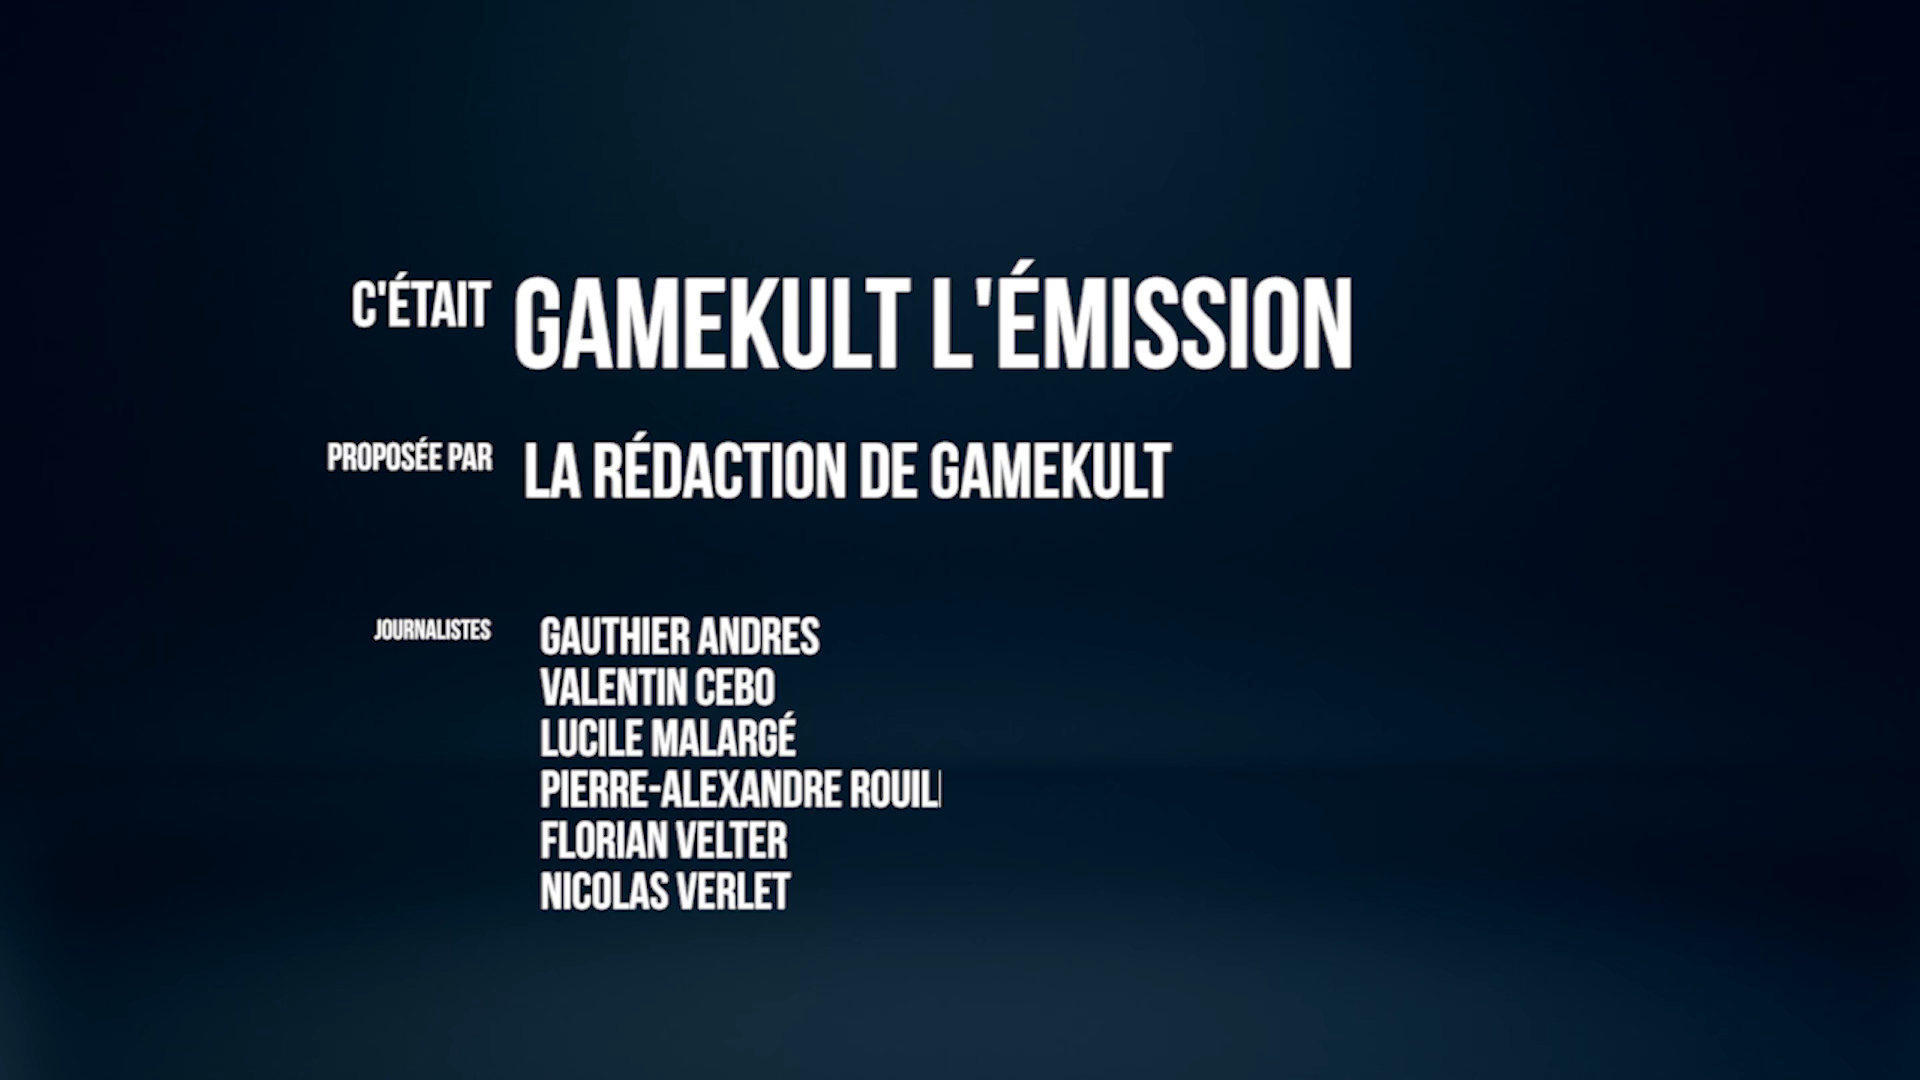 C'ÉTAIT GAMEKULT L'ÉMISSION
PROPOSÉE PAR LA RÉDACTION DE GAMEKULT
JOURNALISTES GAUTHIER ANDRES
VALENTIN CEBO
LUCILE MALARGÉ
PIERRE-ALEXANDRE
FLORIAN VELTER
NICOLAS VERLET